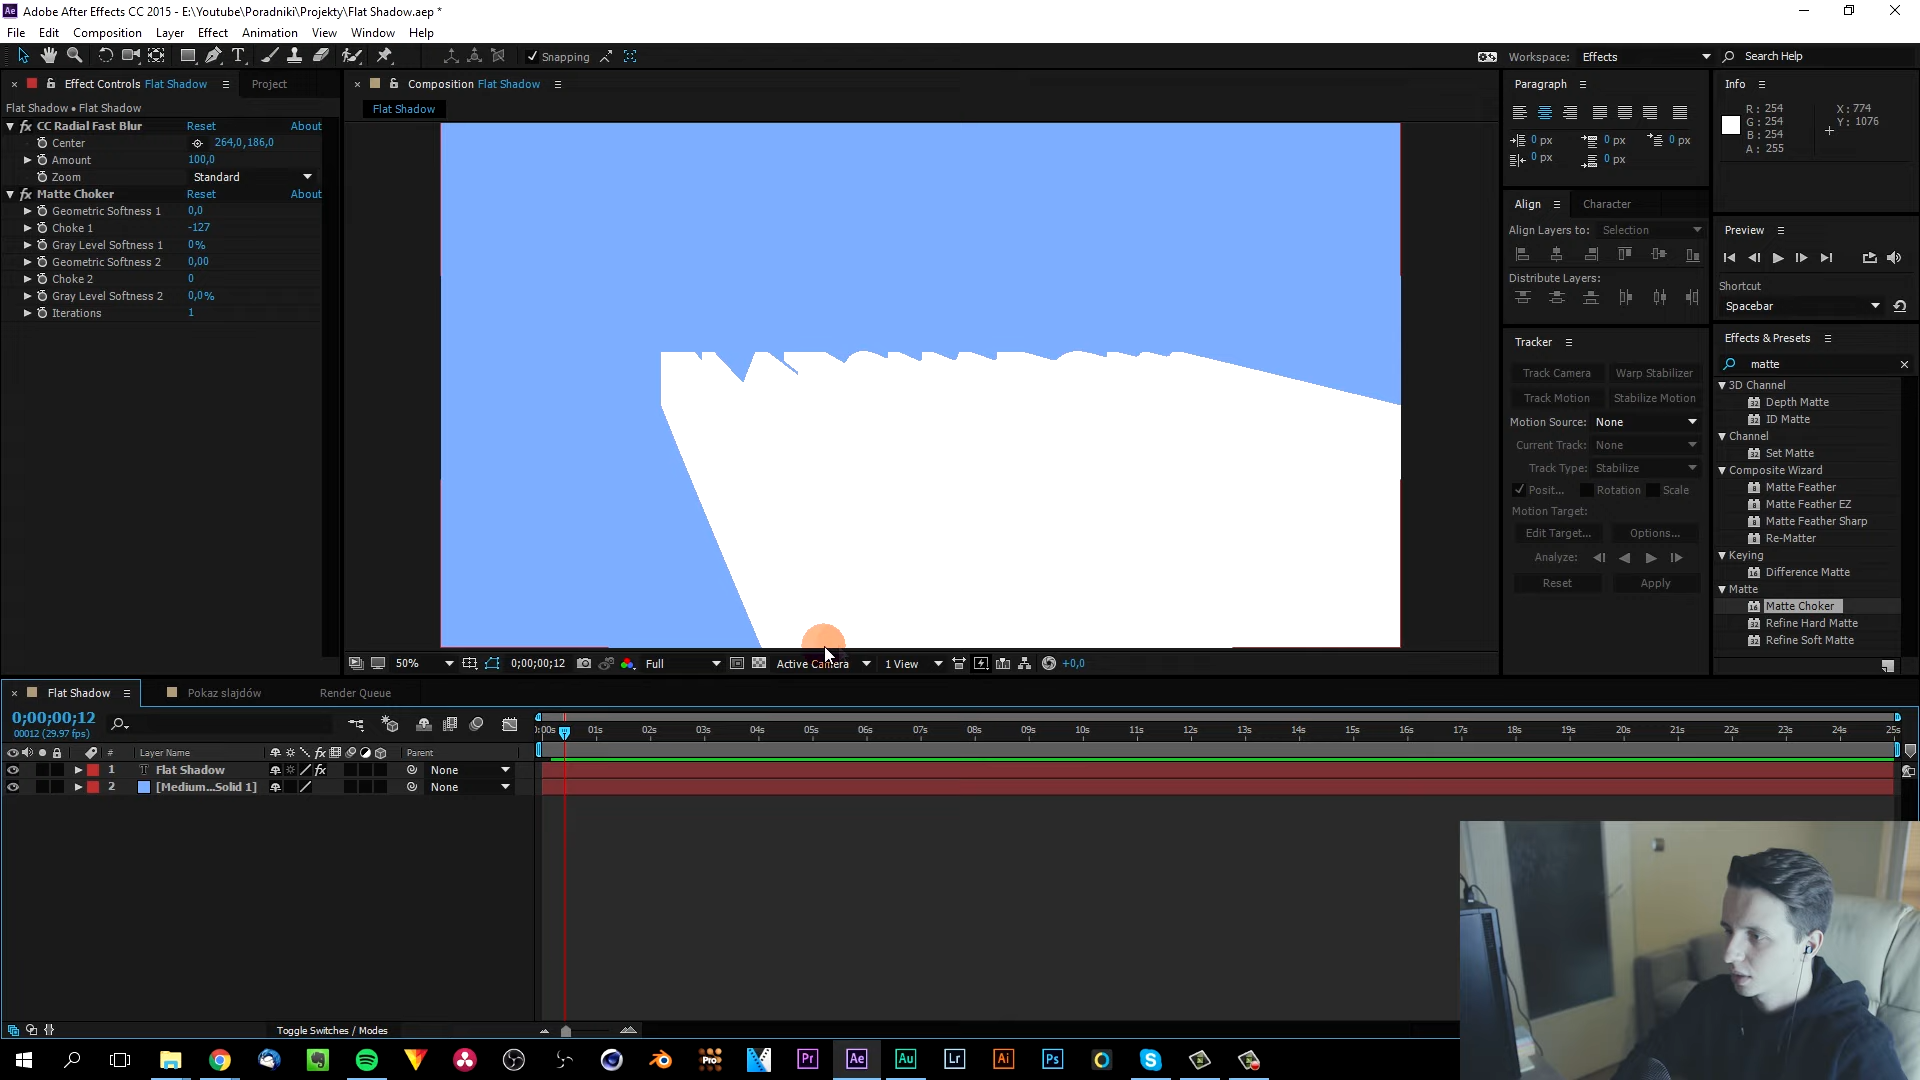 Adobe After Effects CC 2015 - E:\Youtube\Poradniki\Projekty\Flat Shadow.aep *
File Edit Composition Layer Effect Animation View Window Help
Snapping
Workspace: Effects
Search Help
Effect Controls Flat Shadow
Project
Flat Shadow • Flat Shadow
fx CC Radial Fast Blur Reset About
Center 264,0,186,0
Amount 100,0
Zoom Standard
fx Matte Choker Reset About
Geometric Softness 1 0,0
Choke 1 -127
Gray Level Softness 1 0%
Geometric Softness 2 0,00
Choke 2 0
Gray Level Softness 2 0,0%
Iterations 1
Composition Flat Shadow
Flat Shadow
50%
0;00;00;12
Full
Active Camera
1 View
+0,0
Paragraph
0 px 0 px 0 px
0 px 0 px
Align
Character
Align Layers to: Selection
Distribute Layers:
Tracker
Track Camera Warp Stabilizer
Track Motion Stabilize Motion
Motion Source: None
Current Track: None
Track Type: Stabilize
Posit... Rotation Scale
Motion Target:
Edit Target... Options...
Analyze:
Reset Apply
Info
R: 254
G: 254
B: 254
A: 255
X: 774
Y: 1076
Preview
Shortcut
Spacebar
Effects & Presets
matte
3D Channel
Depth Matte
ID Matte
Channel
Set Matte
Composite Wizard
Matte Feather
Matte Feather EZ
Matte Feather Sharp
Re-Matter
Keying
Difference Matte
Matte
Matte Choker
Refine Hard Matte
Refine Soft Matte
Flat Shadow
Pokaz slajdów
Render Queue
0;00;00;12
00012 (29.97 fps)
:00s 01s 02s 03s 04s 05s 06s 07s 08s 09s 10s 11s 12s 13s 14s 15s 16s 17s 18s 19s 20s 21s 22s 23s 24s 25s
# Layer Name fx Parent
1 T Flat Shadow fx None
2 [Medium...Solid 1] None
Toggle Switches / Modes
Pro
Pr
Ae
Au
Lr
Ai
Ps